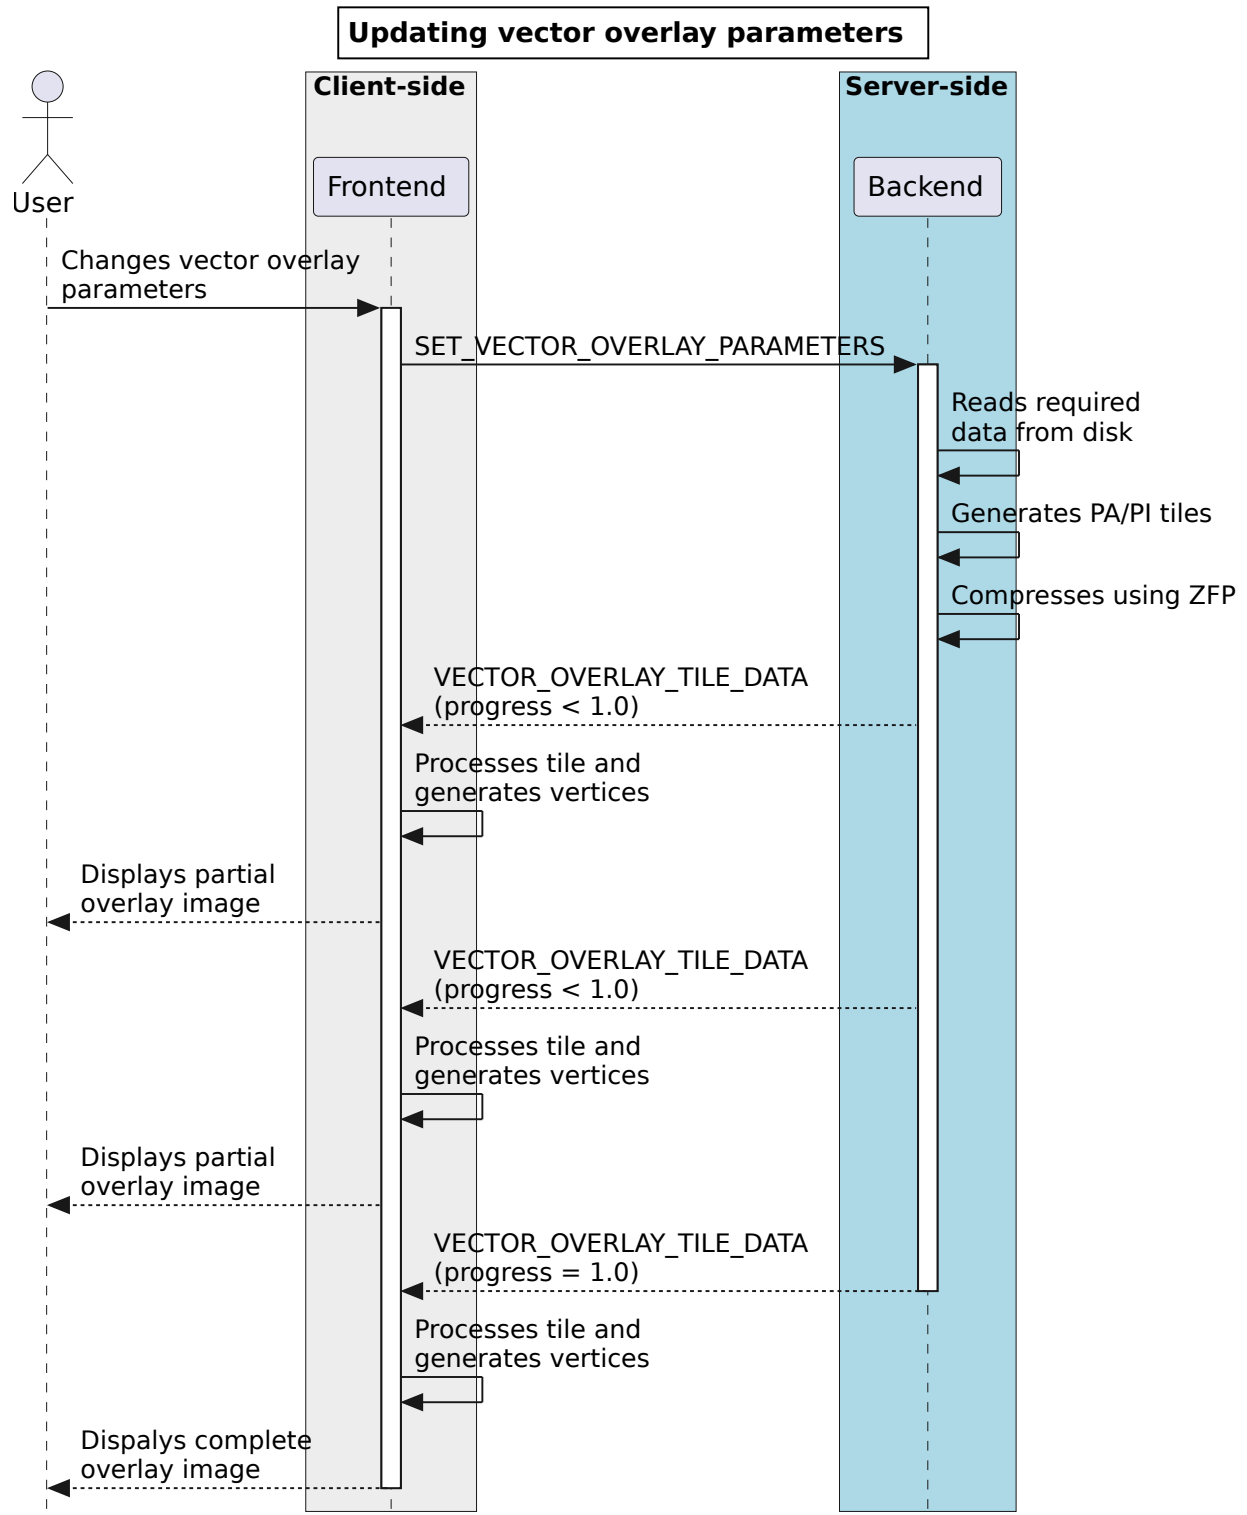 Updating vector overlay parameters
Client-side
Server-side
User
Frontend
Backend
Changes vector overlay
parameters
SET_VECTOR_OVERLAY_PARAMETERS
Reads required
data from disk
Generates PA/PI tiles
Compresses using ZFP
VECTOR_OVERLAY_TILE_DATA
(progress < 1.0)
Processes tile and
generates vertices
Displays partial
overlay image
VECTOR_OVERLAY_TILE_DATA
(progress < 1.0)
Processes tile and
generates vertices
Displays partial
overlay image
VECTOR_OVERLAY_TILE_DATA
(progress = 1.0)
Processes tile and
generates vertices
Dispalys complete
overlay image